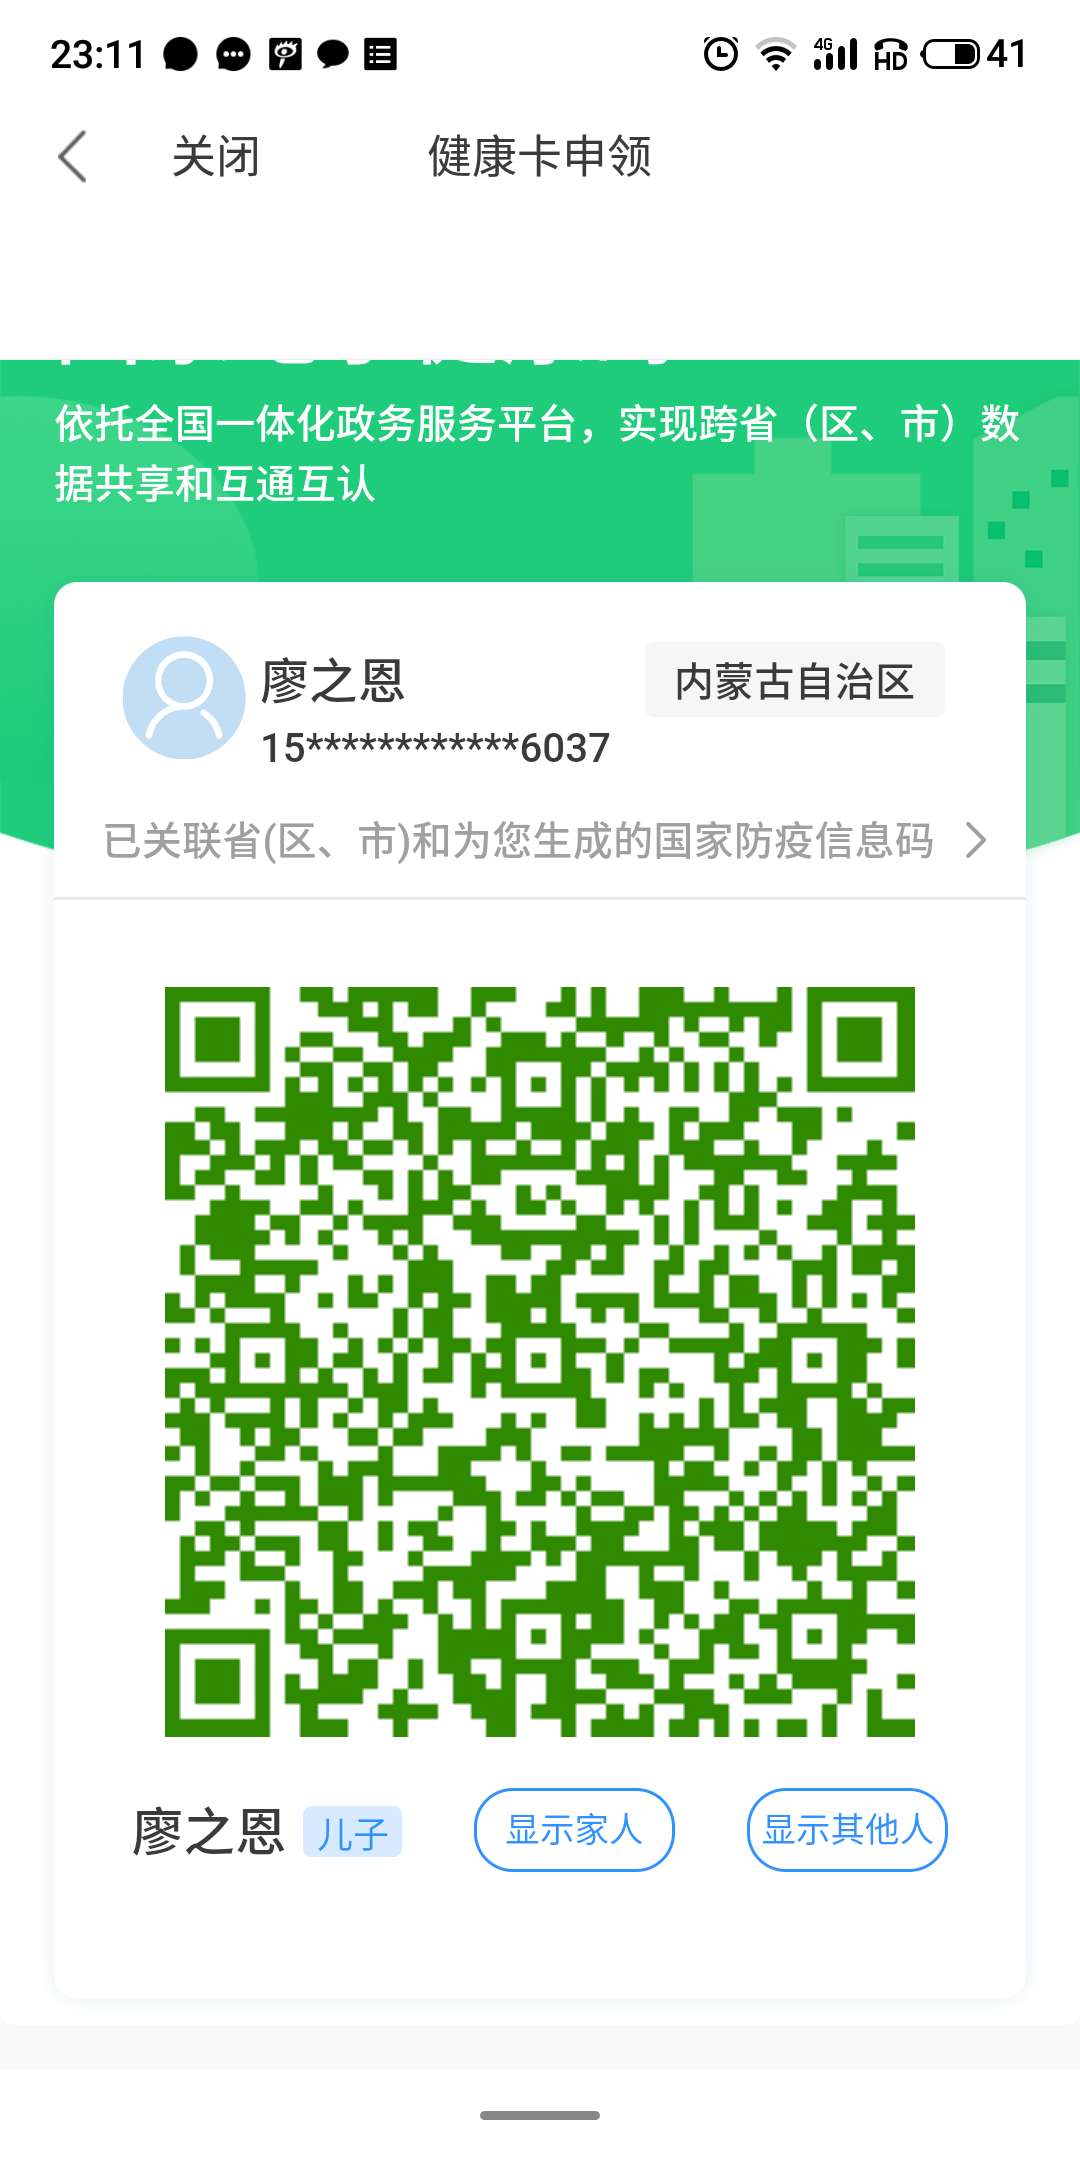 23:11
4G
HD
41
关闭
健康卡申领
依托全国一体化政务服务平台，实现跨省（区、市）数
据共享和互通互认
廖之恩
内蒙古自治区
15************6037
已关联省(区、市)和为您生成的国家防疫信息码
廖之恩
儿子
显示家人
显示其他人